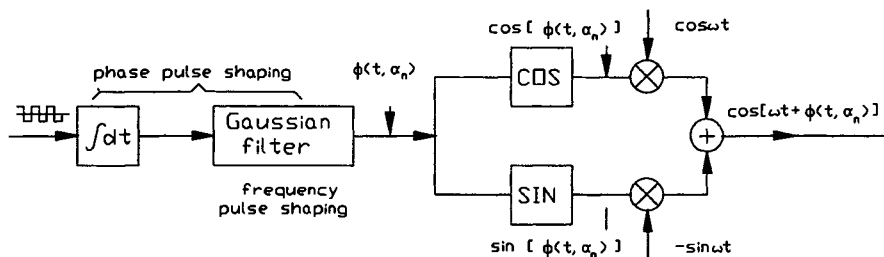 phase pulse shaping
∫dt
Gaussian
filter
frequency
pulse shaping
ϕ(t,αₙ)
cos[ ϕ(t,αₙ)]
cosωt
COS
SIN
sin [ ϕ(t,αₙ)]
-sinωt
+
cos[ωt+ϕ(t,αₙ)]